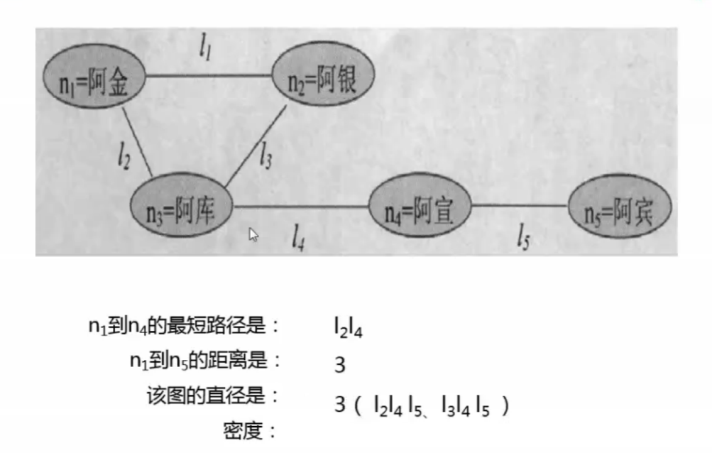 l₁
n₁=阿金
n₂=阿银
l₂
l₃
n₃=阿库
n₄=阿宣
n₅=阿宾
l₄
l₅
n₁到n₄的最短路径是： l₂l₄
n₁到n₅的距离是： 3
该图的直径是： 3（ l₂l₄ l₅、l₃l₄ l₅ ）
密度：